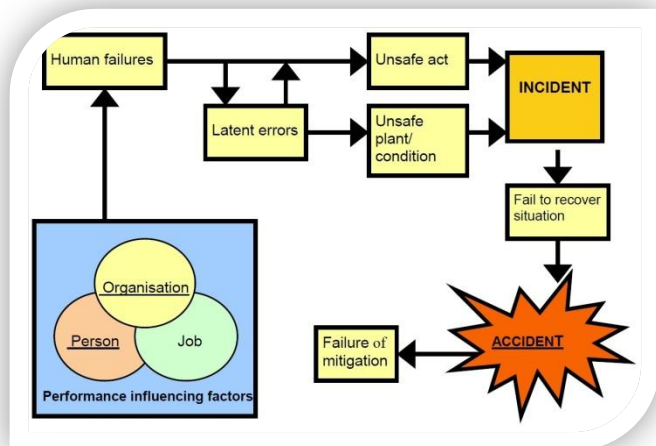 Human failures
Unsafe act
INCIDENT
Latent errors
Unsafe
plant/
condition
Fail to recover
situation
Organisation
Person
Job
Performance influencing factors
Failure of
mitigation
ACCIDENT